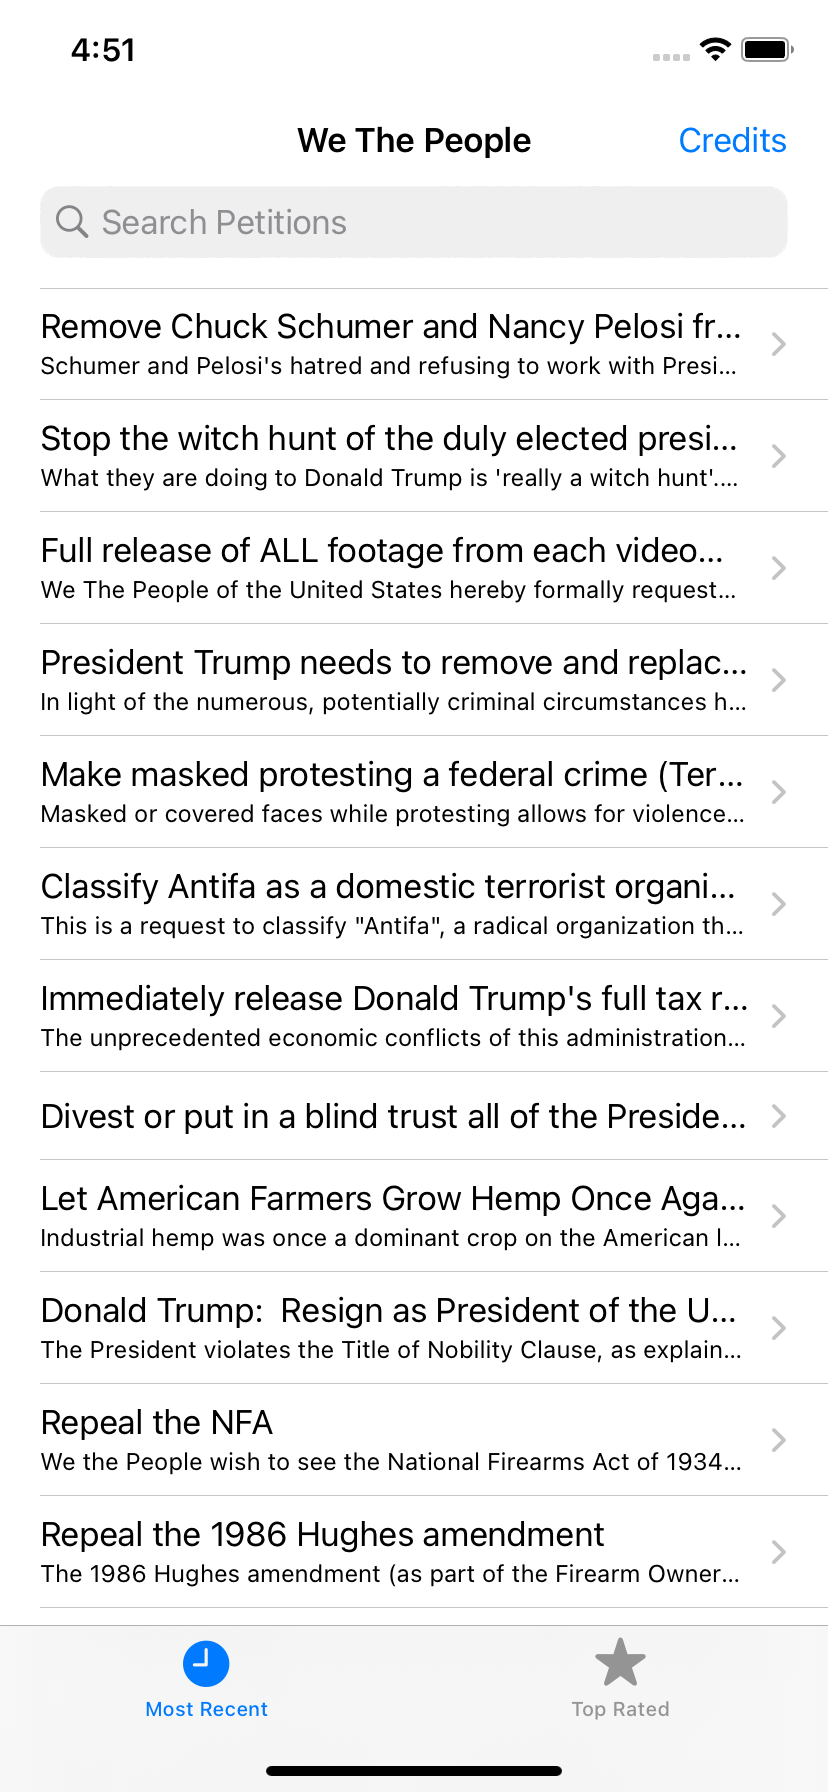 4:51
We The People
Credits
Search Petitions
Remove Chuck Schumer and Nancy Pelosi fr...
Schumer and Pelosi's hatred and refusing to work with Presi...
Stop the witch hunt of the duly elected presi...
What they are doing to Donald Trump is 'really a witch hunt'....
Full release of ALL footage from each video...
We The People of the United States hereby formally request...
President Trump needs to remove and replac...
In light of the numerous, potentially criminal circumstances h...
Make masked protesting a federal crime (Ter...
Masked or covered faces while protesting allows for violence...
Classify Antifa as a domestic terrorist organi...
This is a request to classify "Antifa", a radical organization th...
Immediately release Donald Trump's full tax r...
The unprecedented economic conflicts of this administration...
Divest or put in a blind trust all of the Preside...
Let American Farmers Grow Hemp Once Aga...
Industrial hemp was once a dominant crop on the American l...
Donald Trump:  Resign as President of the U...
The President violates the Title of Nobility Clause, as explain...
Repeal the NFA
We the People wish to see the National Firearms Act of 1934...
Repeal the 1986 Hughes amendment
The 1986 Hughes amendment (as part of the Firearm Owner...
Most Recent
Top Rated